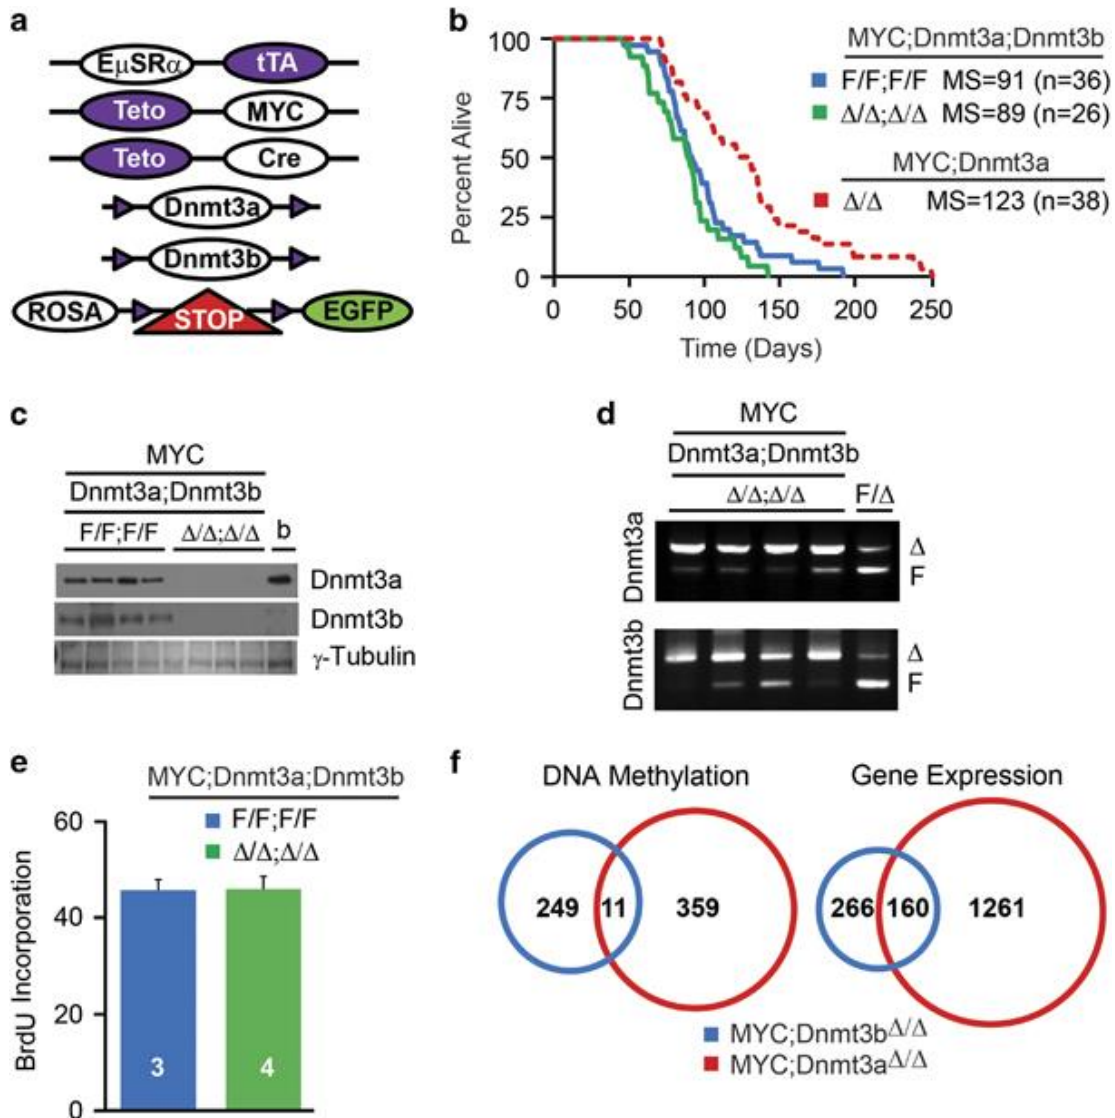 a
EμSRα tTA
Teto MYC
Teto Cre
Dnmt3a
Dnmt3b
ROSA STOP EGFP
b
Percent Alive
100
75
50
25
0
0 50 100 150 200 250
Time (Days)
MYC;Dnmt3a;Dnmt3b
F/F;F/F MS=91 (n=36)
Δ/Δ;Δ/Δ MS=89 (n=26)
MYC;Dnmt3a
Δ/Δ MS=123 (n=38)
c
MYC
Dnmt3a;Dnmt3b
F/F;F/F Δ/Δ;Δ/Δ b
Dnmt3a
Dnmt3b
γ-Tubulin
d
MYC
Dnmt3a;Dnmt3b
Δ/Δ;Δ/Δ F/Δ
Dnmt3a
Δ
F
Dnmt3b
Δ
F
e
MYC;Dnmt3a;Dnmt3b
F/F;F/F
Δ/Δ;Δ/Δ
BrdU Incorporation
60
40
20
0
3 4
f
DNA Methylation Gene Expression
249 11 359 266 160 1261
MYC;Dnmt3bΔ/Δ
MYC;Dnmt3aΔ/Δ